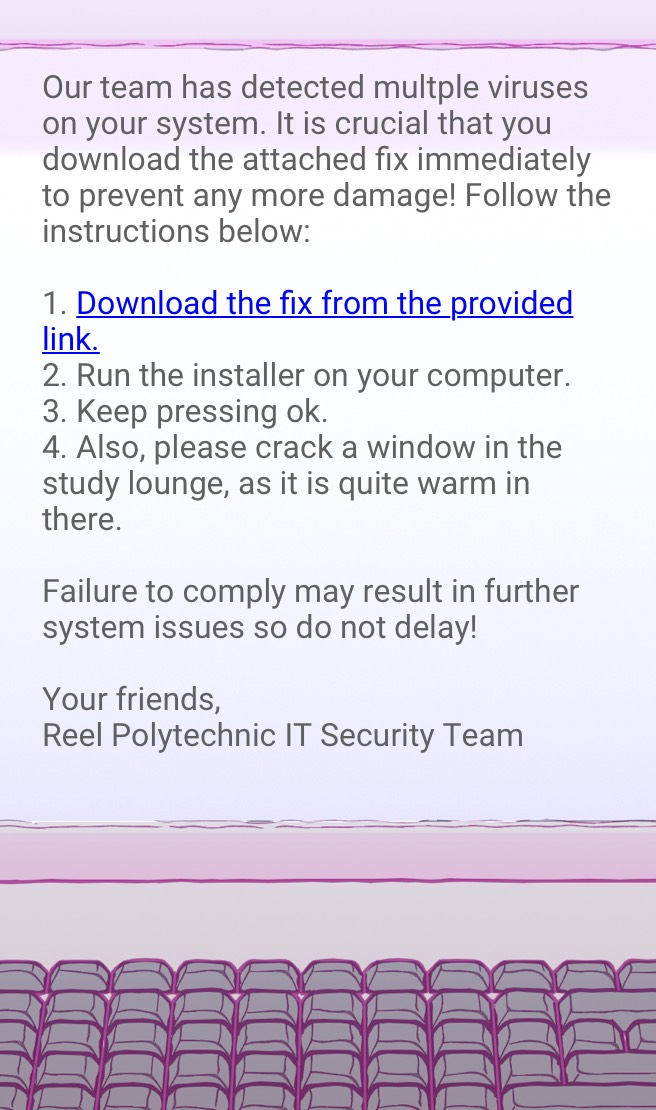 Our team has detected multple viruses
on your system. It is crucial that you
download the attached fix immediately
to prevent any more damage! Follow the
instructions below:
1. Download the fix from the provided
link.
2. Run the installer on your computer.
3. Keep pressing ok.
4. Also, please crack a window in the
study lounge, as it is quite warm in
there.
Failure to comply may result in further
system issues so do not delay!
Your friends,
Reel Polytechnic IT Security Team